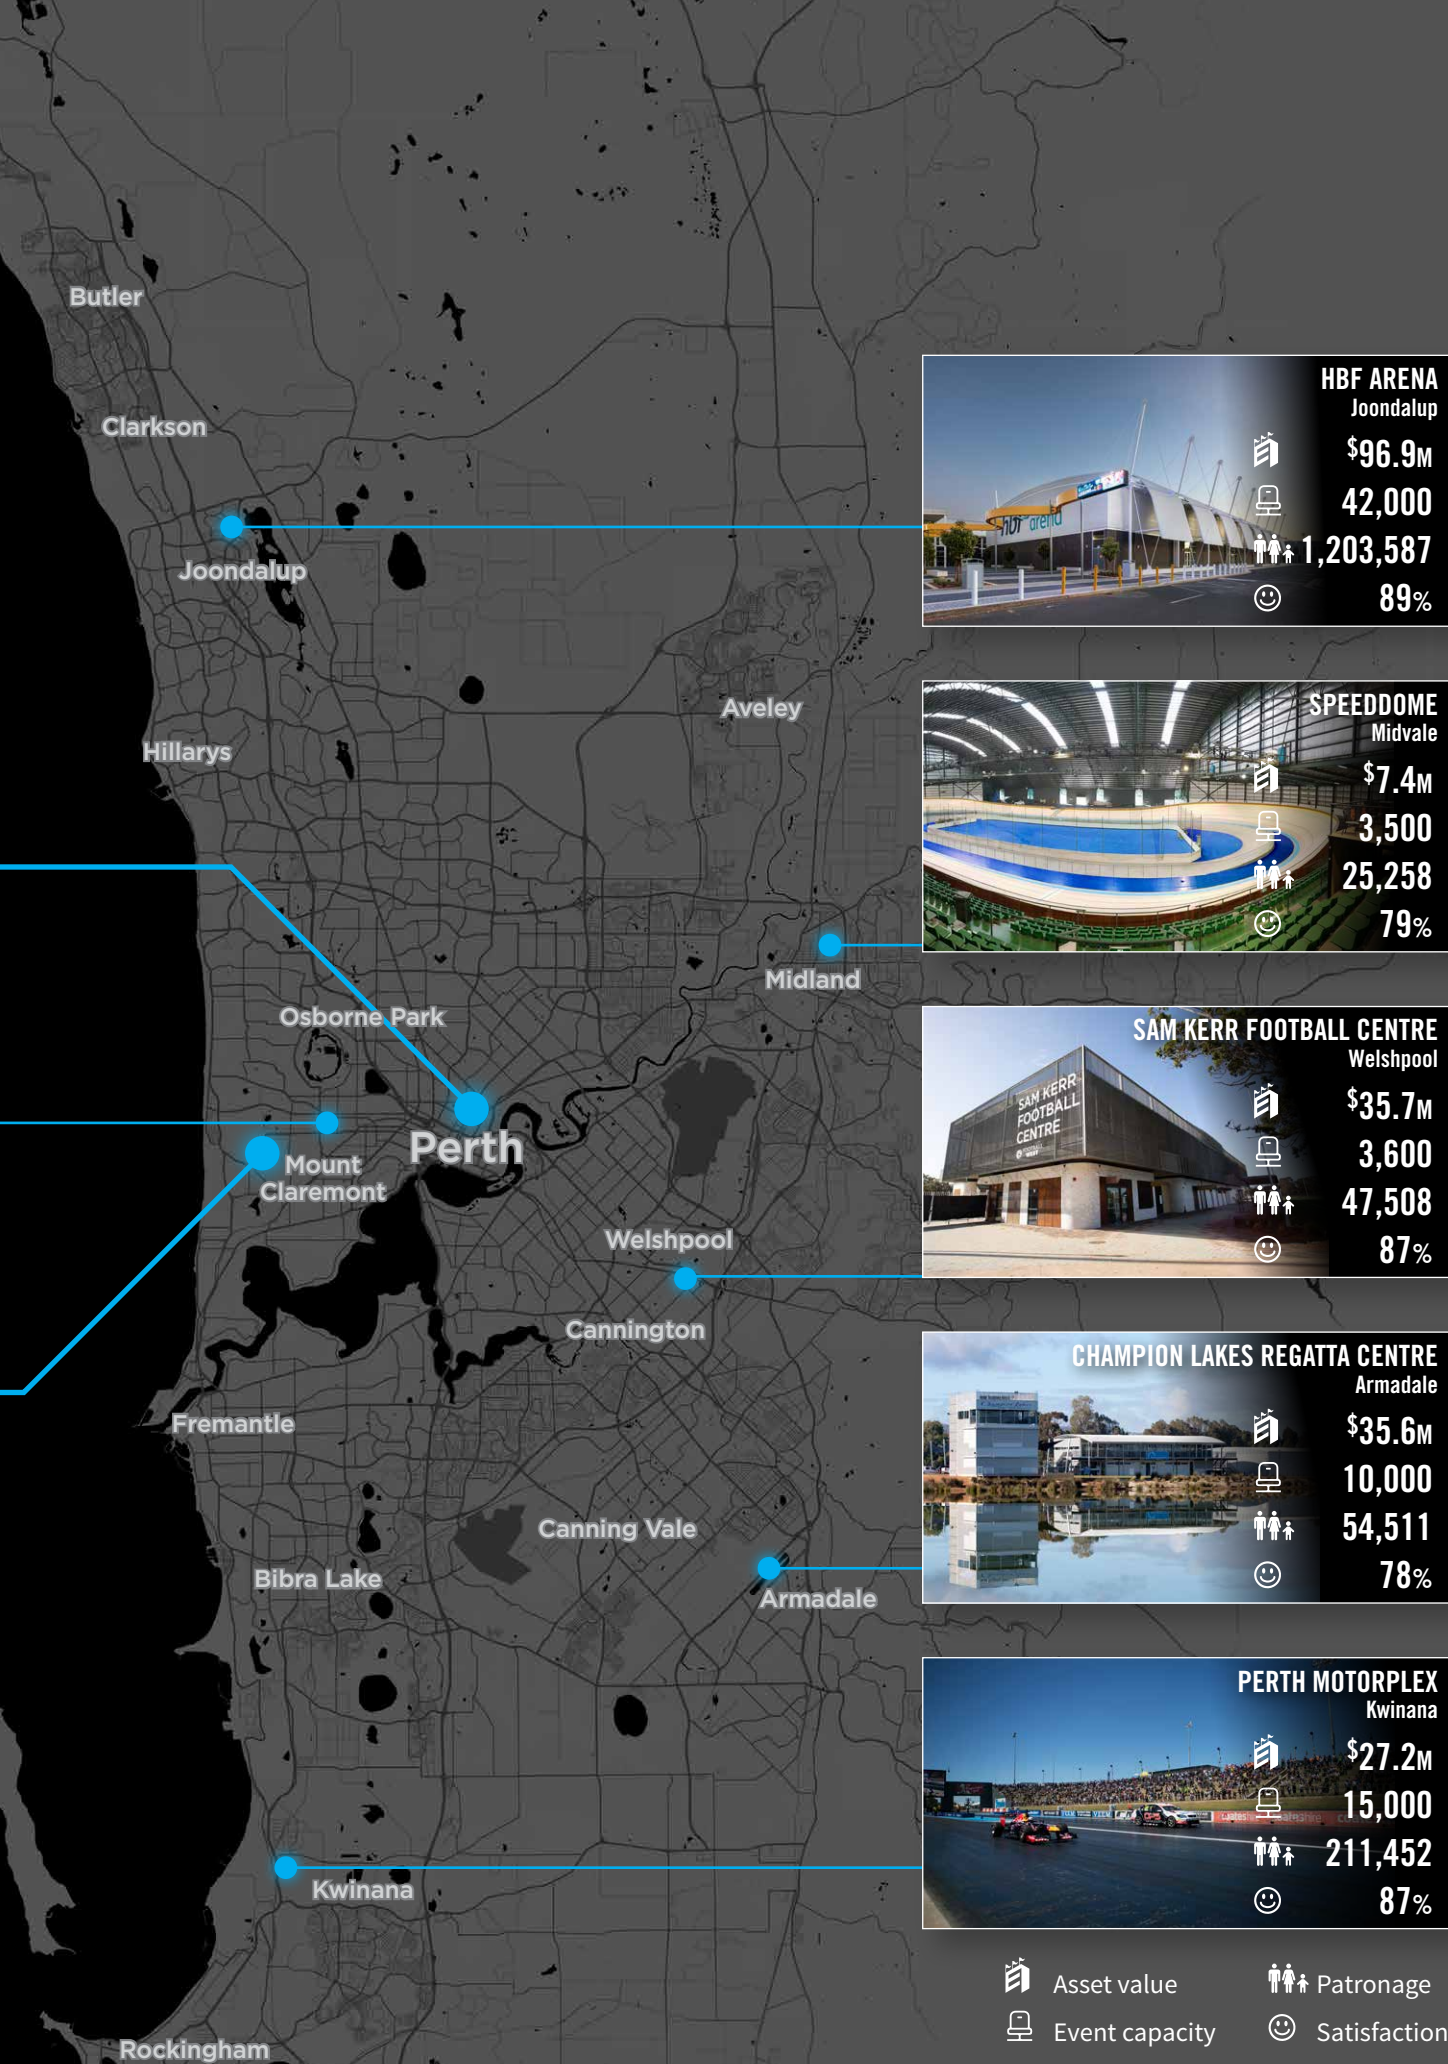 Butler
Clarkson
Joondalup
Hillarys
Aveley
Midland
Osborne Park
Perth
Mount
Claremont
Welshpool
Cannington
Fremantle
Canning Vale
Bibra Lake
Armadale
Kwinana
Rockingham
HBF ARENA
Joondalup
$96.9M
42,000
1,203,587
89%
hbf arena
SPEEDDOME
Midvale
$7.4M
3,500
25,258
79%
SAM KERR FOOTBALL CENTRE
Welshpool
$35.7M
3,600
47,508
87%
SAM KERR
FOOTBALL
CENTRE
CHAMPION LAKES REGATTA CENTRE
Armadale
$35.6M
10,000
54,511
78%
PERTH MOTORPLEX
Kwinana
$27.2M
15,000
211,452
87%
Asset value
Patronage
Event capacity
Satisfaction